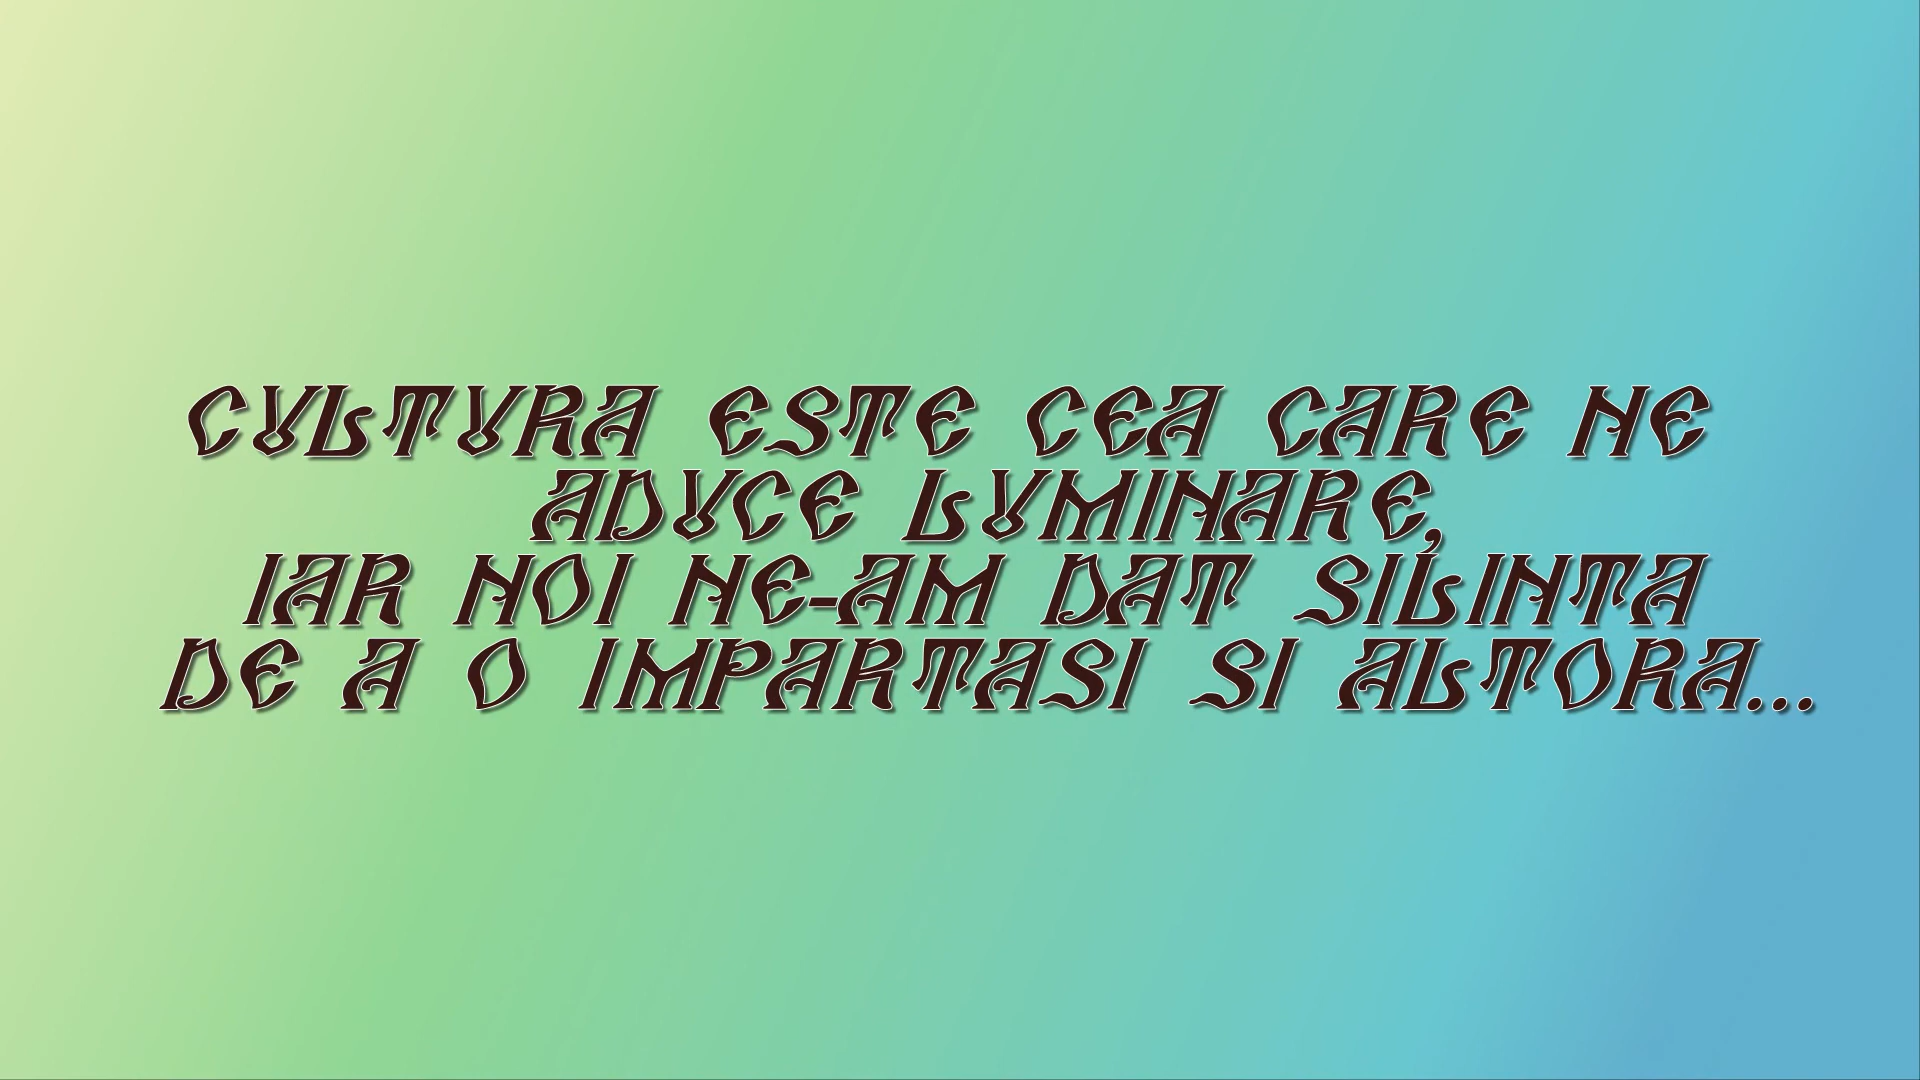 CULTURA ESTE CEA CARE NE
ADUCE LUMINARE,
IAR NOI NE-AM DAT SILINTA
DE A O IMPARTASI SI ALTORA...